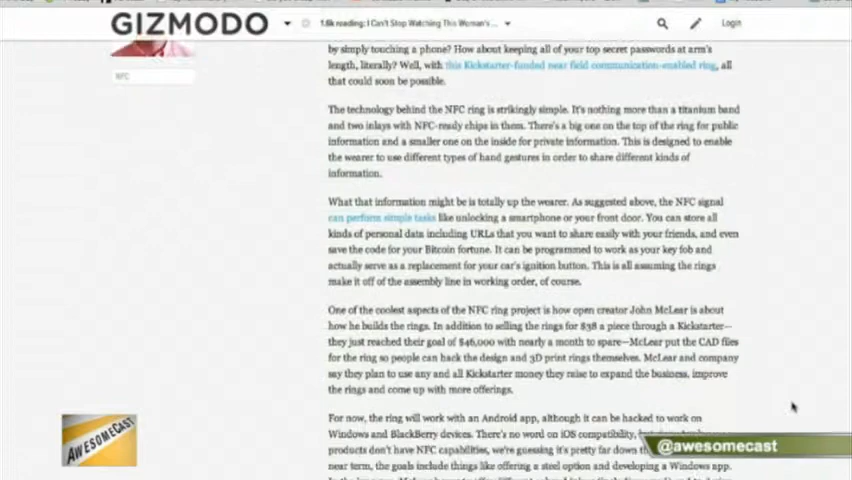 GIZMODO
1.6k reading: I Can't Stop Watching This Woman's...
Login
NFC
by simply touching a phone? How about keeping all of your top secret passwords at arm's
length, literally? Well, with this Kickstarter-funded near field communication-enabled ring, all
that could soon be possible.
The technology behind the NFC ring is strikingly simple. It's nothing more than a titanium band
and two inlays with NFC-ready chips in them. There's a big one on the top of the ring for public
information and a smaller one on the inside for private information. This is designed to enable
the wearer to use different types of hand gestures in order to share different kinds of
information.
What that information might be is totally up the wearer. As suggested above, the NFC signal
can perform simple tasks like unlocking a smartphone or your front door. You can store all
kinds of personal data including URLs that you want to share easily with your friends, and even
save the code for your Bitcoin fortune. It can be programmed to work as your key fob and
actually serve as a replacement for your car's ignition button. This is all assuming the rings
make it off of the assembly line in working order, of course.
One of the coolest aspects of the NFC ring project is how open creator John McLear is about
how he builds the rings. In addition to selling the rings for $38 a piece through a Kickstarter—
they just reached their goal of $46,000 with nearly a month to spare—McLear put the CAD files
for the ring so people can hack the design and 3D print rings themselves. McLear and company
say they plan to use any and all Kickstarter money they raise to expand the business, improve
the rings and come up with more offerings.
For now, the ring will work with an Android app, although it can be hacked to work on
Windows and BlackBerry devices. There's no word on iOS compatibility,
products don't have NFC capabilities, we're guessing it's pretty far down
near term, the goals include things like offering a steel option and developing a Windows app.
AWESOMECAST
@awesomecast